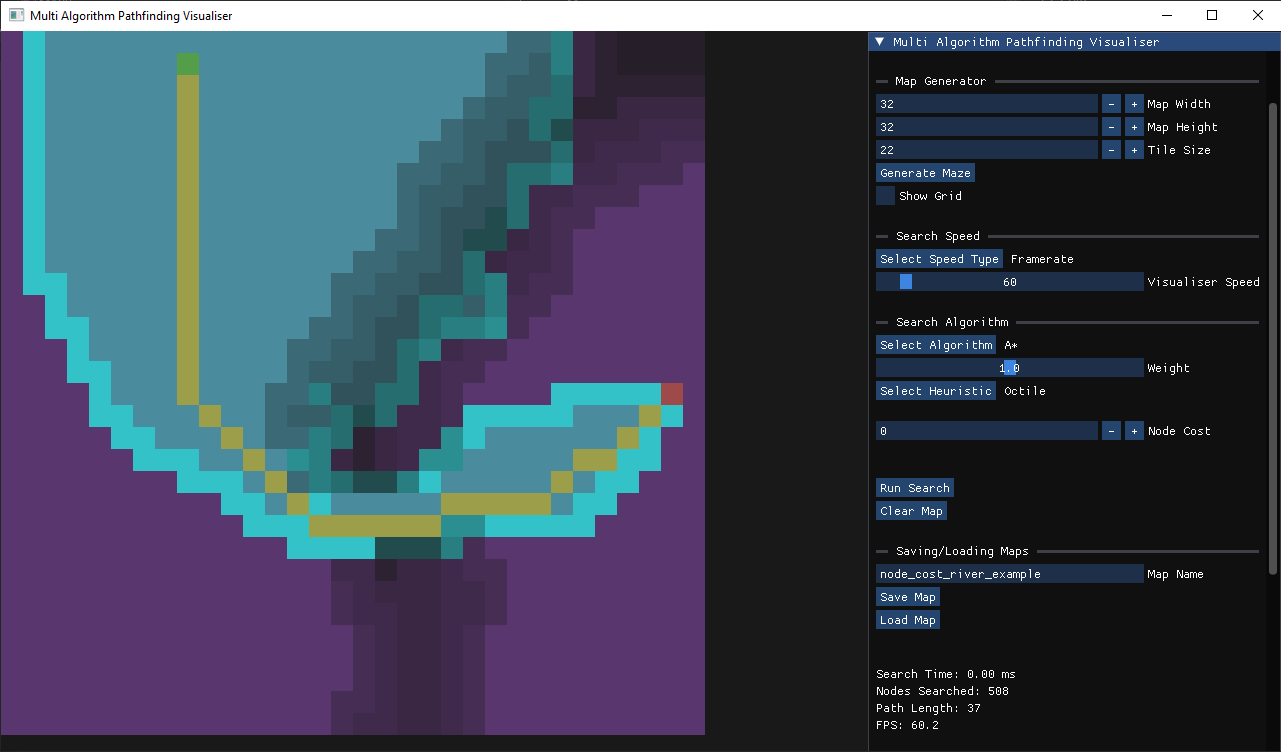 Multi Algorithm Pathfinding Visualiser
Multi Algorithm Pathfinding Visualiser
Map Generator
32 - + Map Width
32 - + Map Height
22 - + Tile Size
Generate Maze
Show Grid
Search Speed
Select Speed Type Framerate
60 Visualiser Speed
Search Algorithm
Select Algorithm A*
1.0 Weight
Select Heuristic Octile
0 - + Node Cost
Run Search
Clear Map
Saving/Loading Maps
node_cost_river_example Map Name
Save Map
Load Map
Search Time: 0.00 ms
Nodes Searched: 508
Path Length: 37
FPS: 60.2